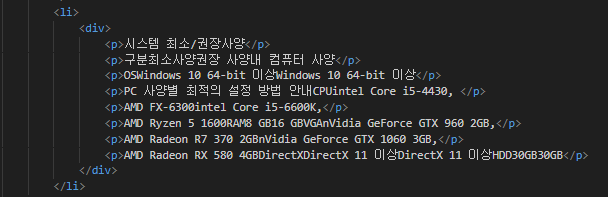 <li>
<div>
<p>시스템 최소/권장사양</p>
<p>구분최소사양권장 사양내 컴퓨터 사양</p>
<p>OSWindows 10 64-bit 이상Windows 10 64-bit 이상</p>
<p>PC 사양별 최적의 설정 방법 안내CPUintel Core i5-4430, </p>
<p>AMD FX-6300intel Core i5-6600K,</p>
<p>AMD Ryzen 5 1600RAM8 GB16 GBVGAnVidia GeForce GTX 960 2GB,</p>
<p>AMD Radeon R7 370 2GBnVidia GeForce GTX 1060 3GB,</p>
<p>AMD Radeon RX 580 4GBDirectXDirectX 11 이상DirectX 11 이상HDD30GB30GB</p>
</div>
</li>